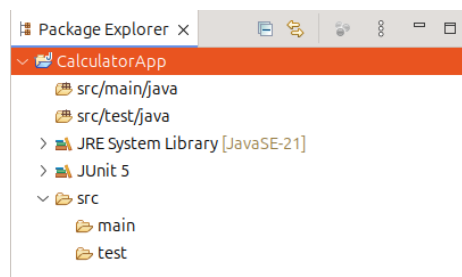 Package Explorer
CalculatorApp
src/main/java
src/test/java
JRE System Library [JavaSE-21]
JUnit 5
src
main
test